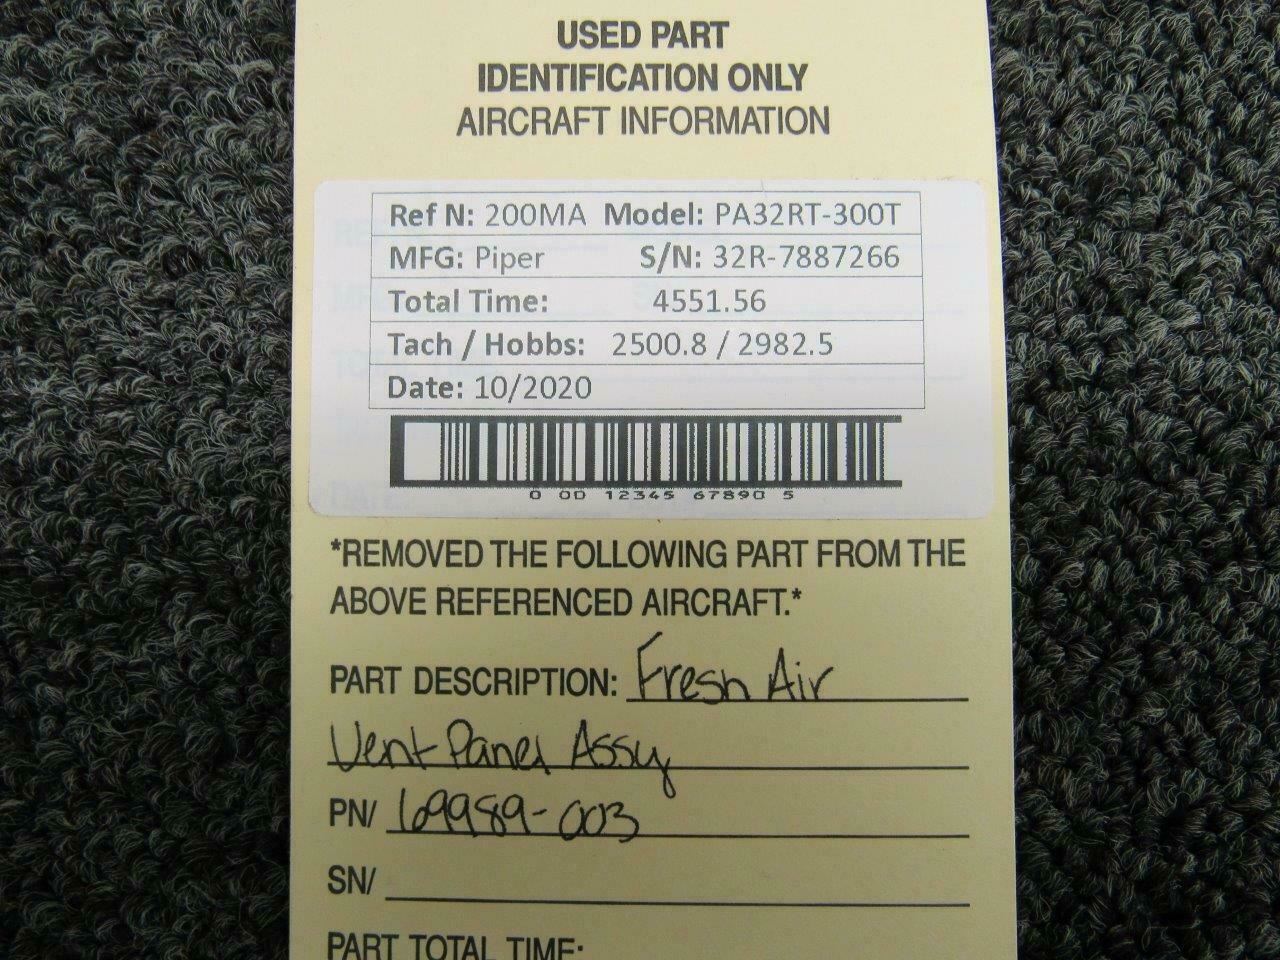 USED PART
IDENTIFICATION ONLY
AIRCRAFT INFORMATION
Ref N: 200MA Model: PA32RT-300T
MFG: Piper S/N: 32R-7887266
Total Time: 4551.56
Tach / Hobbs: 2500.8 / 2982.5
Date: 10/2020
0 00 12345 67890 5
*REMOVED THE FOLLOWING PART FROM THE
ABOVE REFERENCED AIRCRAFT.*
PART DESCRIPTION: Fresh Air
Vent Panel Assy
PN/ 69989-003
SN/
PART TOTAL TIME: